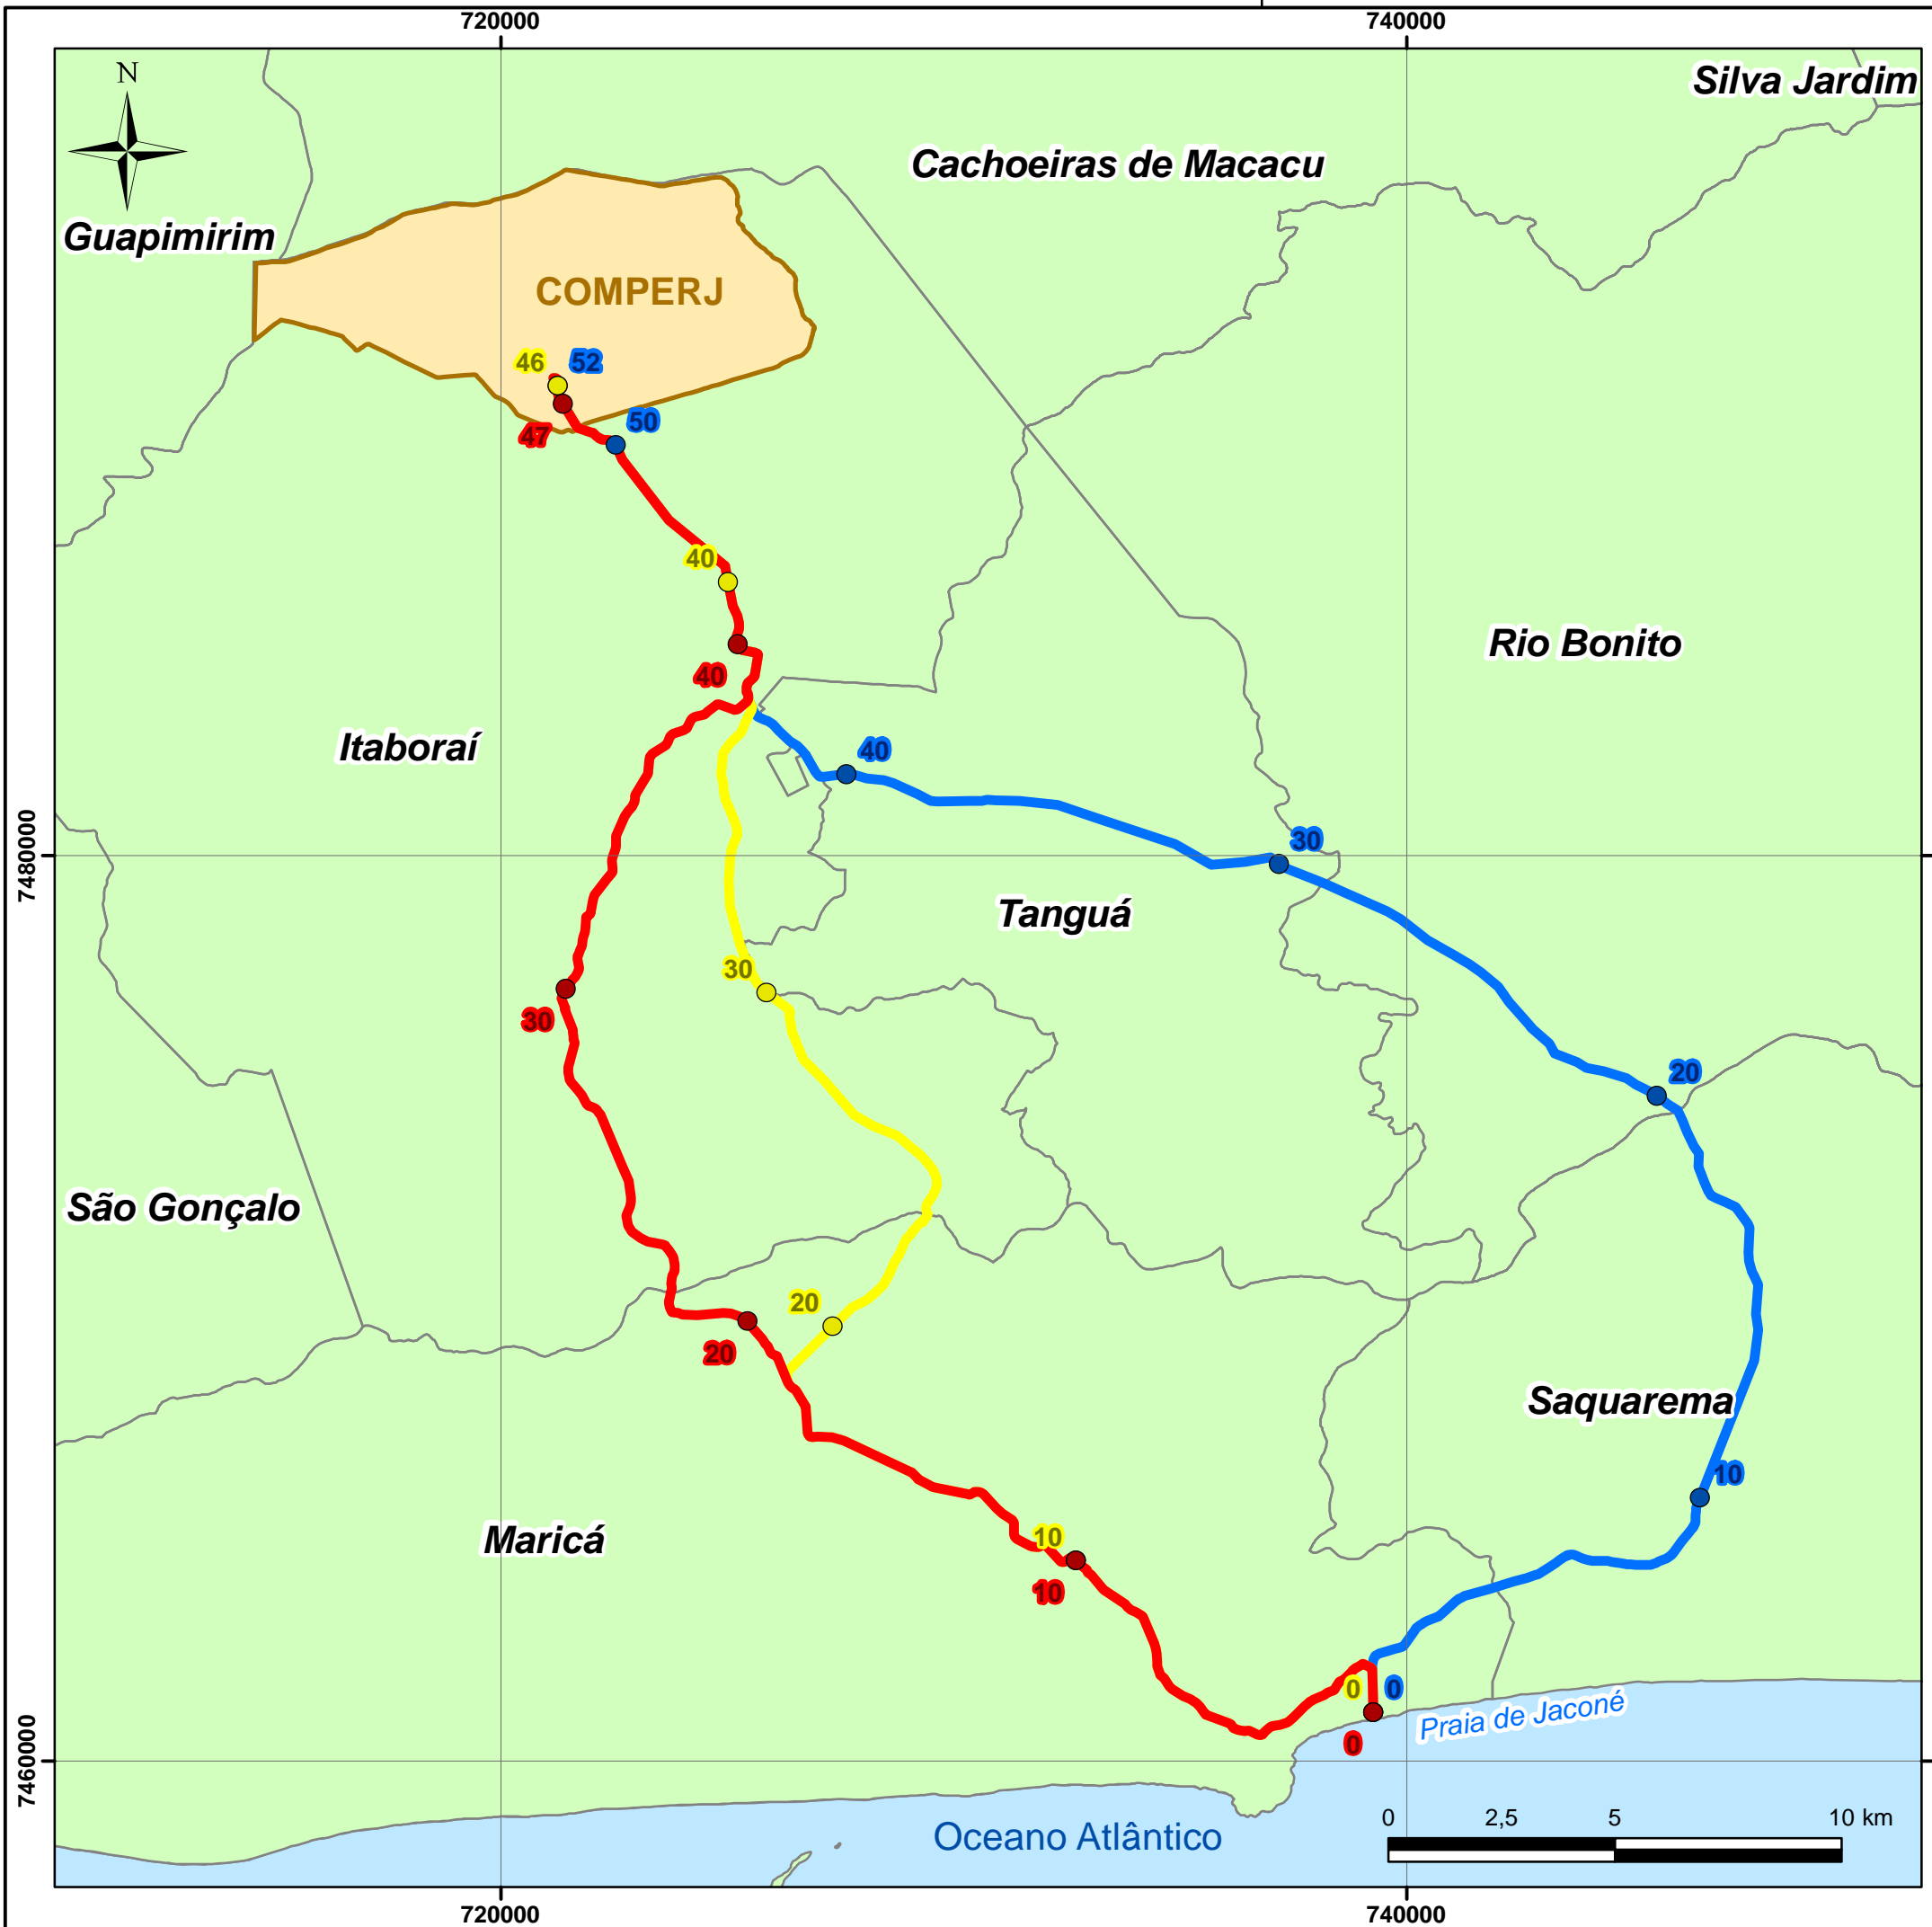 720000
740000
N
Silva Jardim
Cachoeiras de Macacu
Guapimirim
COMPERJ
46
52
50
47
40
Rio Bonito
40
Itaboraí
40
30
7480000
Tanguá
30
30
20
São Gonçalo
20
20
Saquarema
10
Maricá
10
10
0
0
Praia de Jaconé
0
7460000
0
2,5
5
10 km
Oceano Atlântico
720000
740000